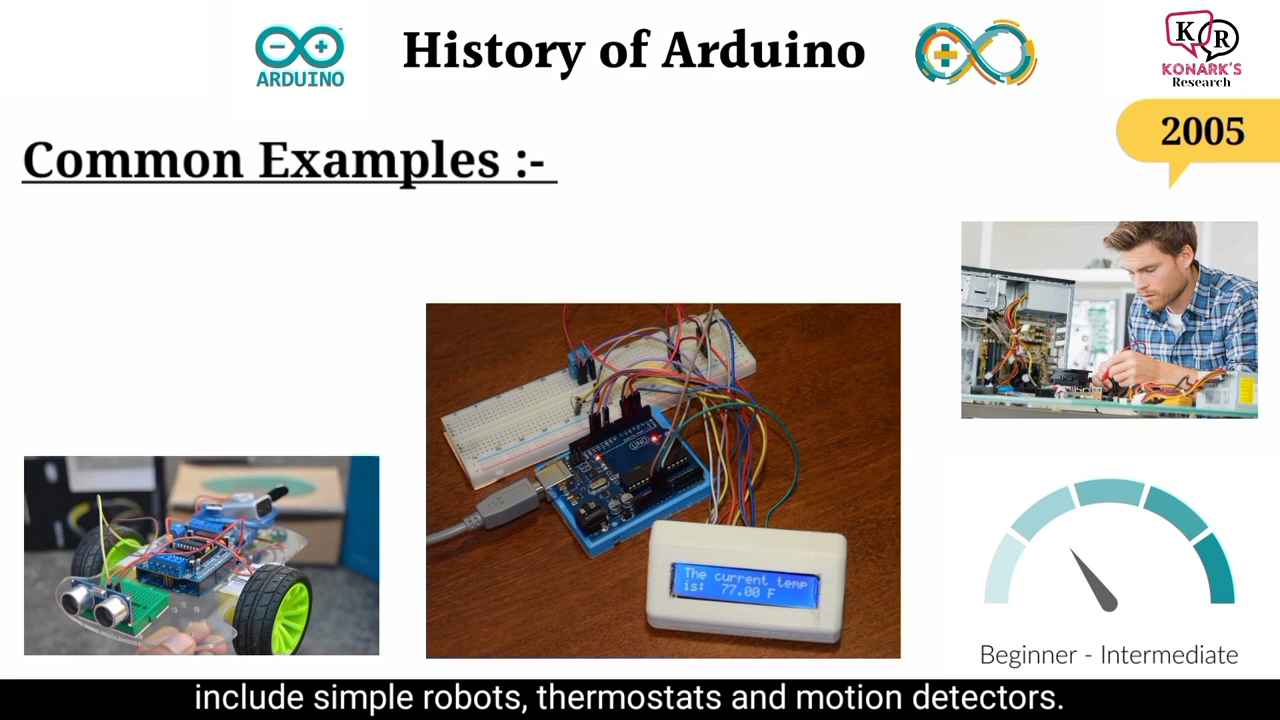 ARDUINO
History of Arduino
K R
KONARK'S
Research
2005
Common Examples :-
UNO
The current temp
is: 77.00 F
Beginner - Intermediate
include simple robots, thermostats and motion detectors.